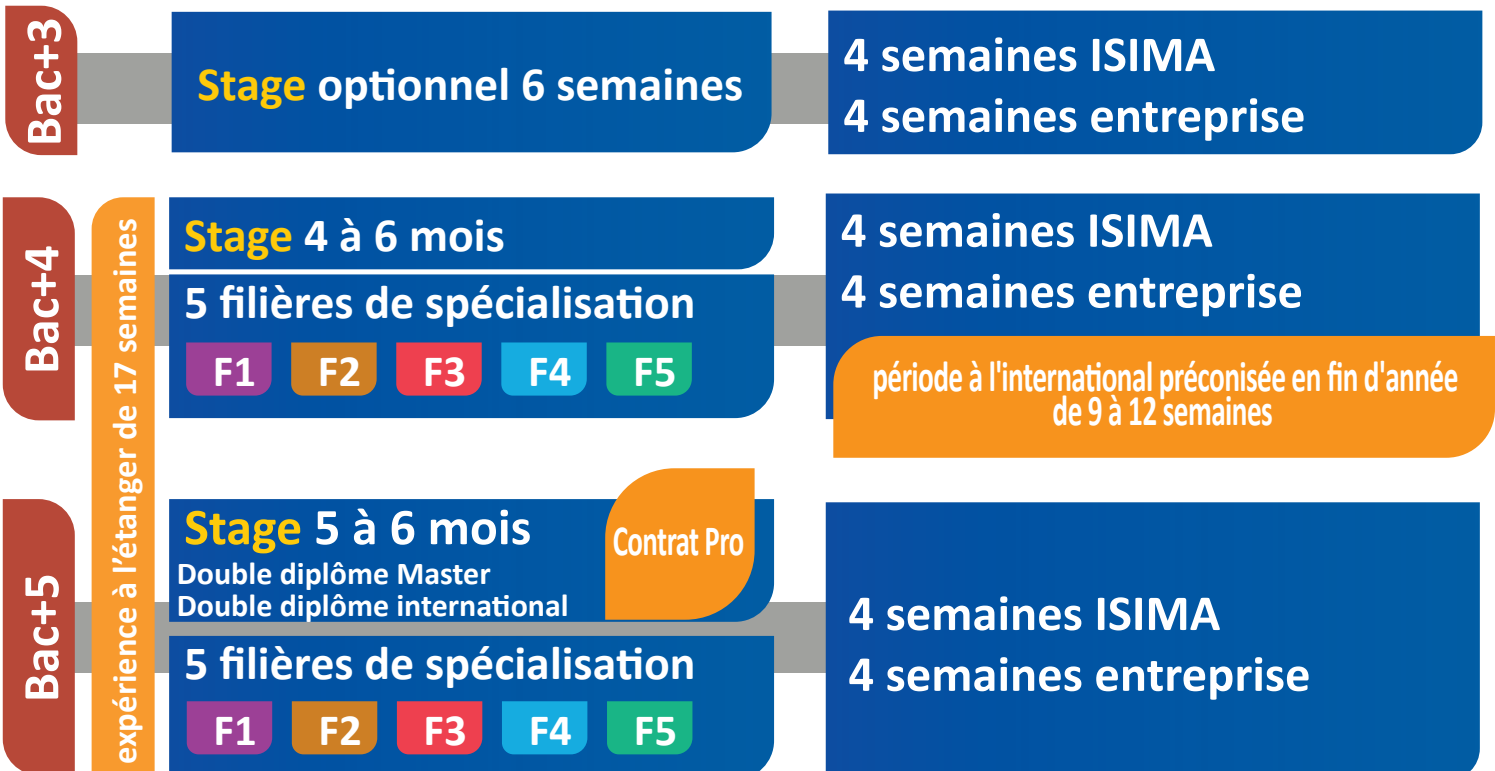 Bac+3
Stage optionnel 6 semaines
4 semaines ISIMA
4 semaines entreprise
Bac+4
expérience à l'étanger de 17 semaines
Stage 4 à 6 mois
5 filières de spécialisation
F1 F2 F3 F4 F5
4 semaines ISIMA
4 semaines entreprise
période à l'international préconisée en fin d'année
de 9 à 12 semaines
Bac+5
Stage 5 à 6 mois
Double diplôme Master
Double diplôme international
Contrat Pro
5 filières de spécialisation
F1 F2 F3 F4 F5
4 semaines ISIMA
4 semaines entreprise